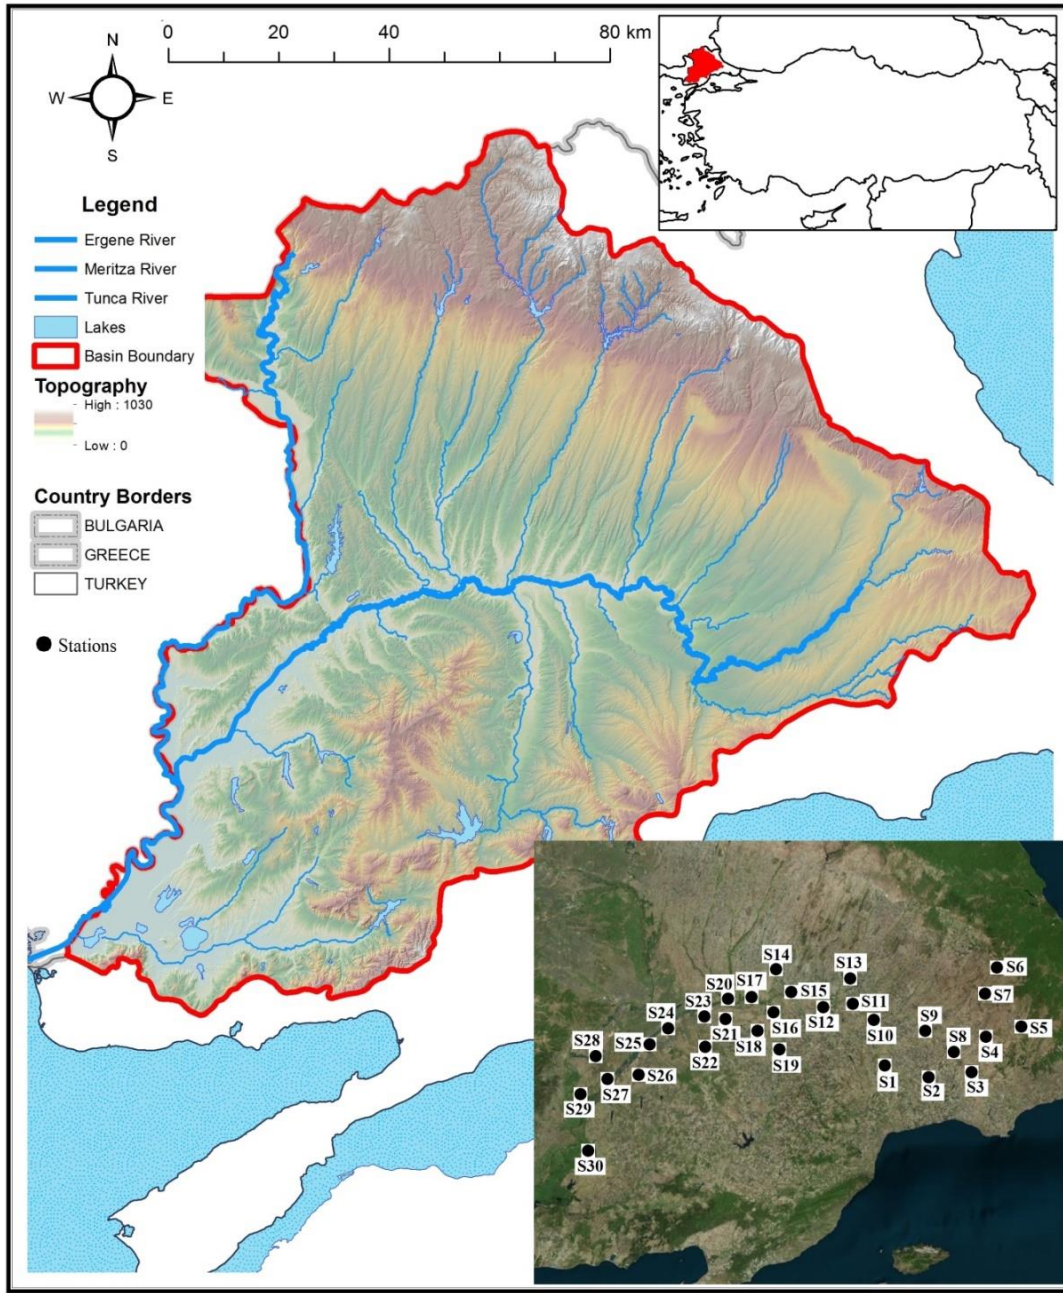 0 20 40 80 km
N
W E
S
Legend
Ergene River
Meritza River
Tunca River
Lakes
Basin Boundary
Topography
High : 1030
Low : 0
Country Borders
BULGARIA
GREECE
TURKEY
Stations
S14
S13
S6
S20 S17
S7
S23
S15
S11
S24
S12
S9
S5
S16
S10
S8
S28
S25
S21
S18
S4
S22
S19
S1
S26
S2
S3
S27
S29
S30